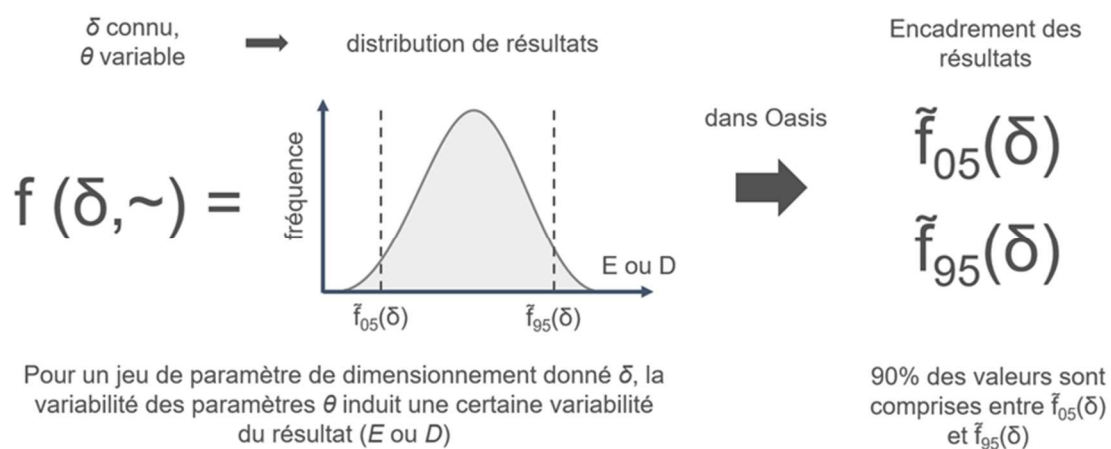 δ connu,
θ variable
distribution de résultats
f (δ,~) =
fréquence
E ou D
f̃₀₅(δ)
f̃₉₅(δ)
dans Oasis
Encadrement des
résultats
f̃₀₅(δ)
f̃₉₅(δ)
Pour un jeu de paramètre de dimensionnement donné δ, la
variabilité des paramètres θ induit une certaine variabilité
du résultat (E ou D)
90% des valeurs sont
comprises entre f̃₀₅(δ)
et f̃₉₅(δ)